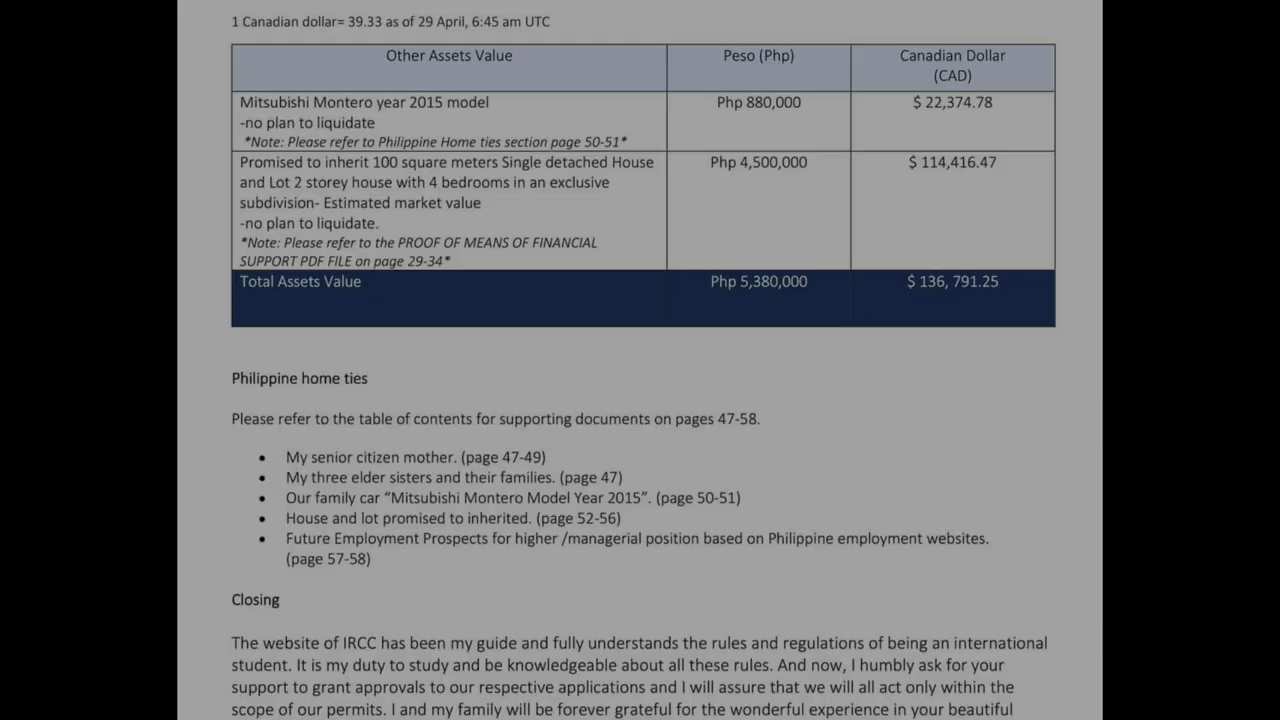 1 Canadian dollar= 39.33 as of 29 April, 6:45 am UTC
Other Assets Value Peso (Php) Canadian Dollar
(CAD)
Mitsubishi Montero year 2015 model Php 880,000 $ 22,374.78
-no plan to liquidate
*Note: Please refer to Philippine Home ties section page 50-51*
Promised to inherit 100 square meters Single detached House Php 4,500,000 $ 114,416.47
and Lot 2 storey house with 4 bedrooms in an exclusive
subdivision- Estimated market value
-no plan to liquidate.
*Note: Please refer to the PROOF OF MEANS OF FINANCIAL
SUPPORT PDF FILE on page 29-34*
Total Assets Value Php 5,380,000 $ 136, 791.25
Philippine home ties
Please refer to the table of contents for supporting documents on pages 47-58.
• My senior citizen mother. (page 47-49)
• My three elder sisters and their families. (page 47)
• Our family car “Mitsubishi Montero Model Year 2015”. (page 50-51)
• House and lot promised to inherited. (page 52-56)
• Future Employment Prospects for higher /managerial position based on Philippine employment websites.
(page 57-58)
Closing
The website of IRCC has been my guide and fully understands the rules and regulations of being an international
student. It is my duty to study and be knowledgeable about all these rules. And now, I humbly ask for your
support to grant approvals to our respective applications and I will assure that we will all act only within the
scope of our permits. I and my family will be forever grateful for the wonderful experience in your beautiful